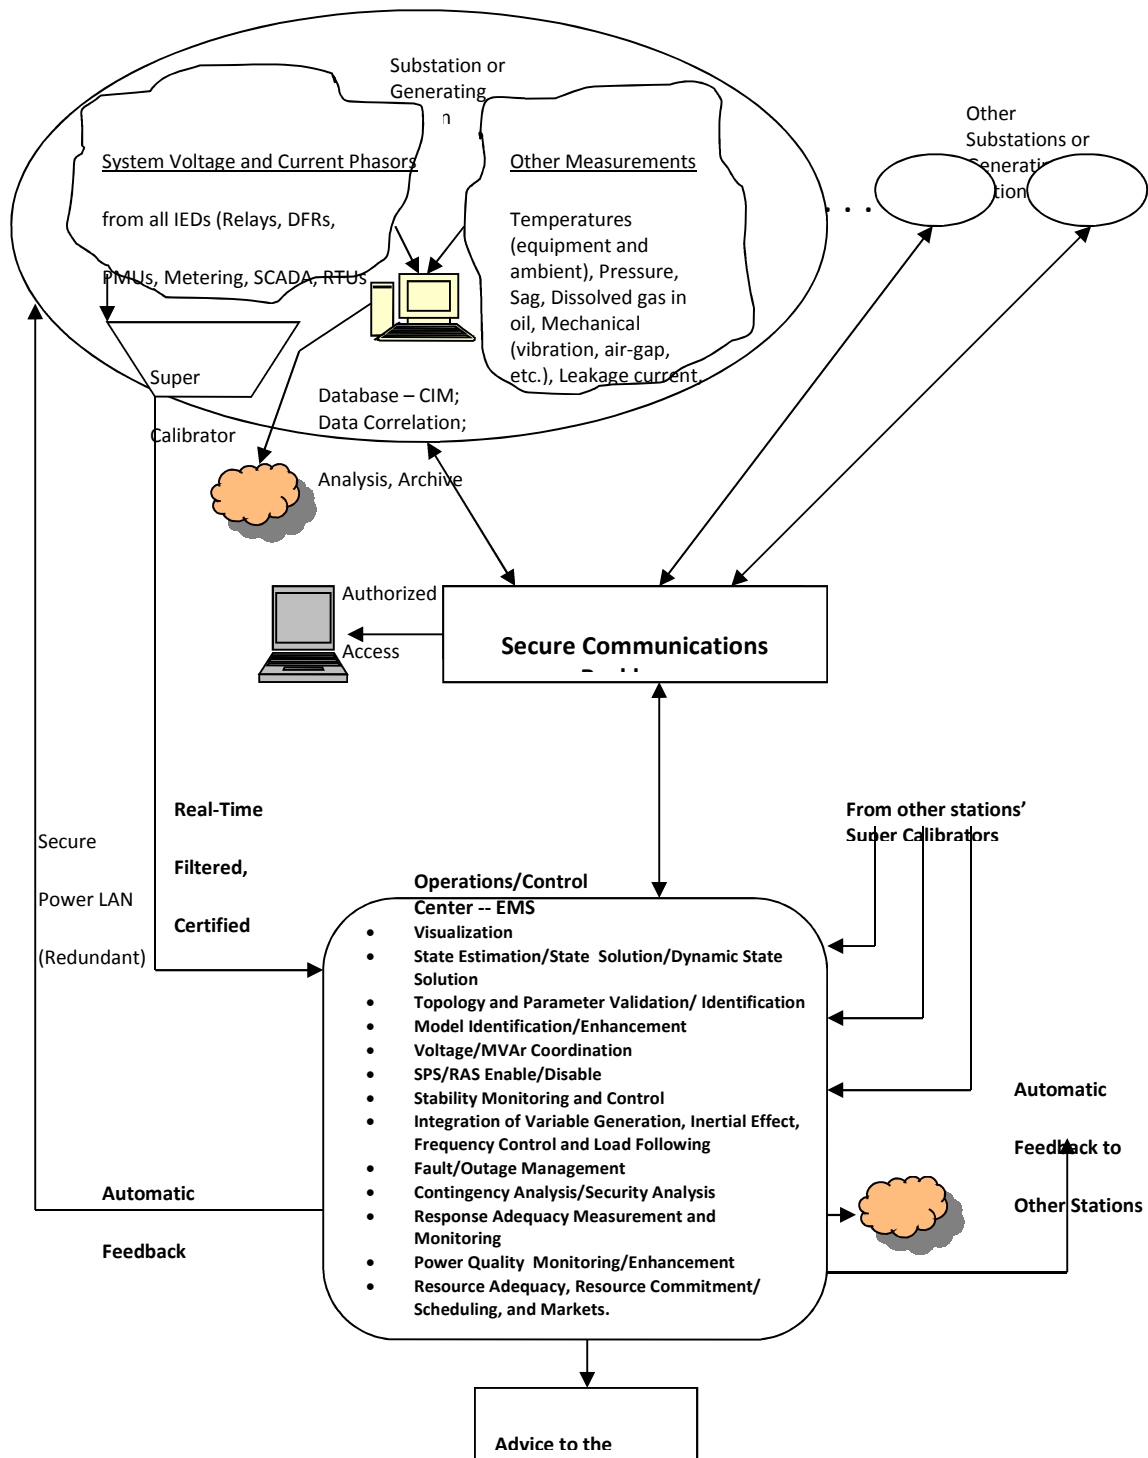 Substation or
Generating
System Voltage and Current Phasors
from all IEDs (Relays, DFRs,
PMUs, Metering, SCADA, RTUs
Other Measurements
Temperatures
(equipment and
ambient), Pressure,
Sag, Dissolved gas in
oil, Mechanical
(vibration, air-gap,
etc.), Leakage current,
Other
Substations or
. . .
Super
Calibrator
Database – CIM;
Data Correlation;
Analysis, Archive
Authorized
Access
Secure Communications
Real-Time
Filtered,
Certified
Secure
Power LAN
(Redundant)
From other stations’
Super Calibrators
Operations/Control
Center -- EMS
• Visualization
• State Estimation/State Solution/Dynamic State
Solution
• Topology and Parameter Validation/ Identification
• Model Identification/Enhancement
• Voltage/MVAr Coordination
• SPS/RAS Enable/Disable
• Stability Monitoring and Control
• Integration of Variable Generation, Inertial Effect,
Frequency Control and Load Following
• Fault/Outage Management
• Contingency Analysis/Security Analysis
• Response Adequacy Measurement and
Monitoring
• Power Quality Monitoring/Enhancement
• Resource Adequacy, Resource Commitment/
Scheduling, and Markets.
Automatic
Feedback
Automatic
Feedback to
Other Stations
Advice to the